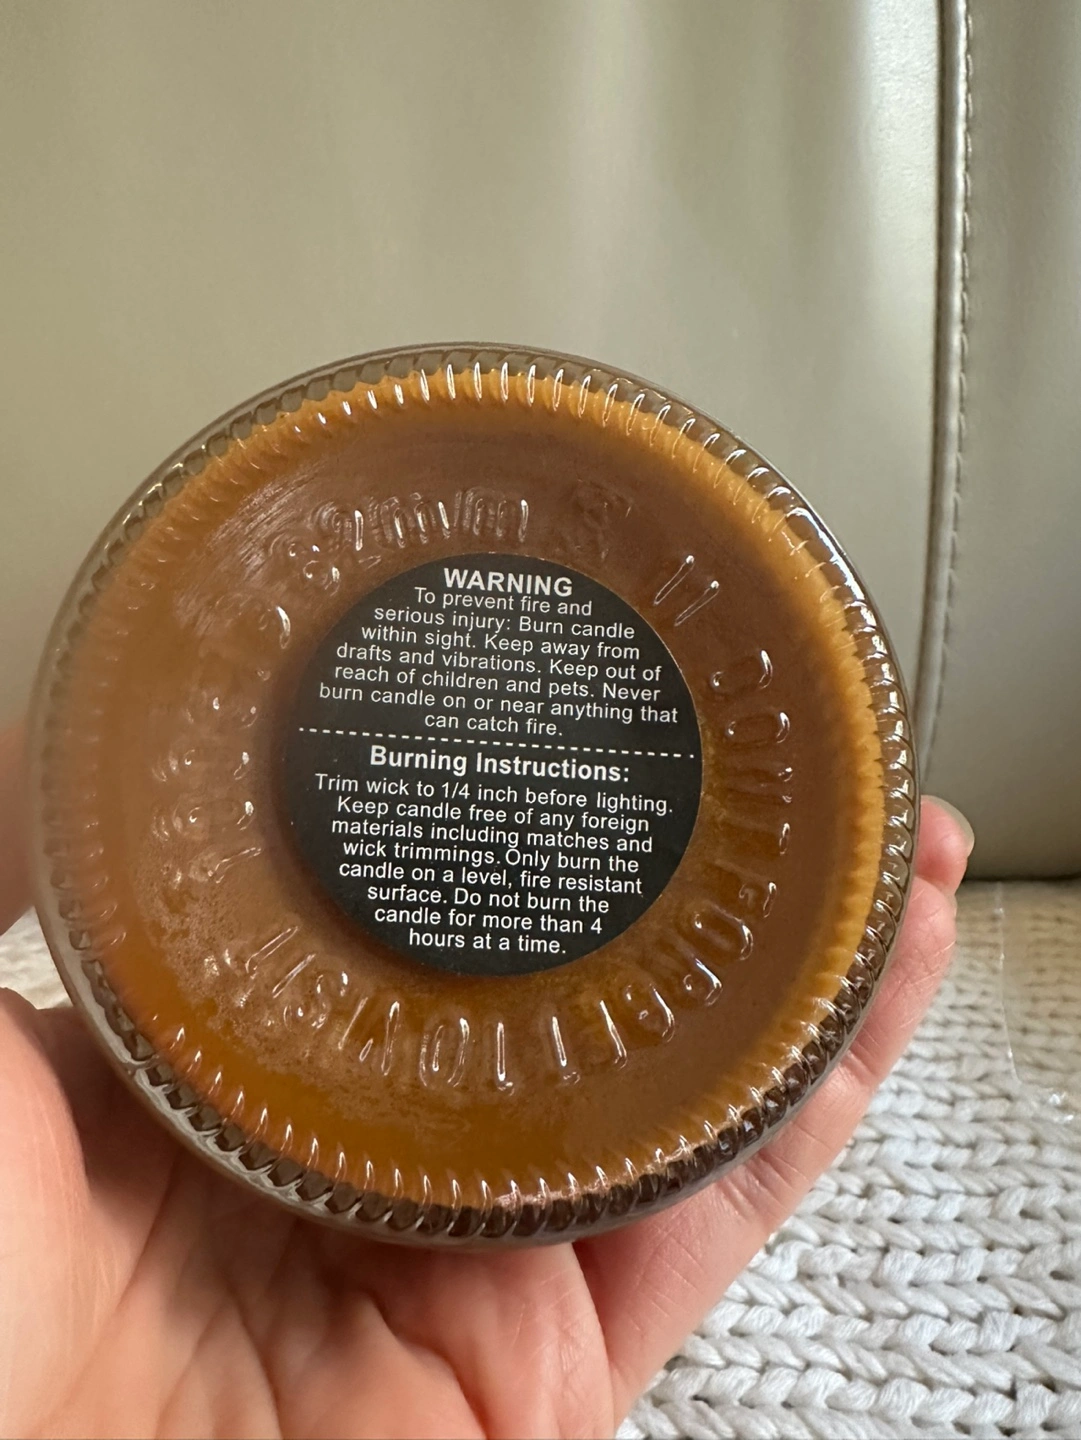 WARNING
To prevent fire and
serious injury: Burn candle
within sight. Keep away from
drafts and vibrations. Keep out of
reach of children and pets. Never
burn candle on or near anything that
can catch fire.
Burning Instructions:
Trim wick to 1/4 inch before lighting.
Keep candle free of any foreign
materials including matches and
wick trimmings. Only burn the
candle on a level, fire resistant
surface. Do not burn the
candle for more than 4
hours at a time.